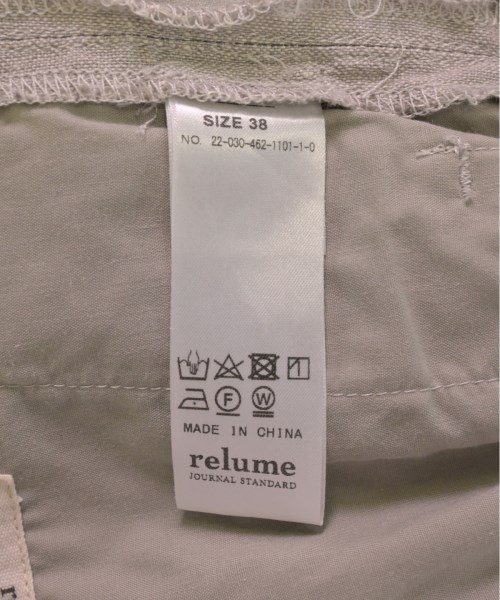 SIZE 38
NO. 22-030-462-1101-1-0
F
W
MADE IN CHINA
relume
JOURNAL STANDARD
r